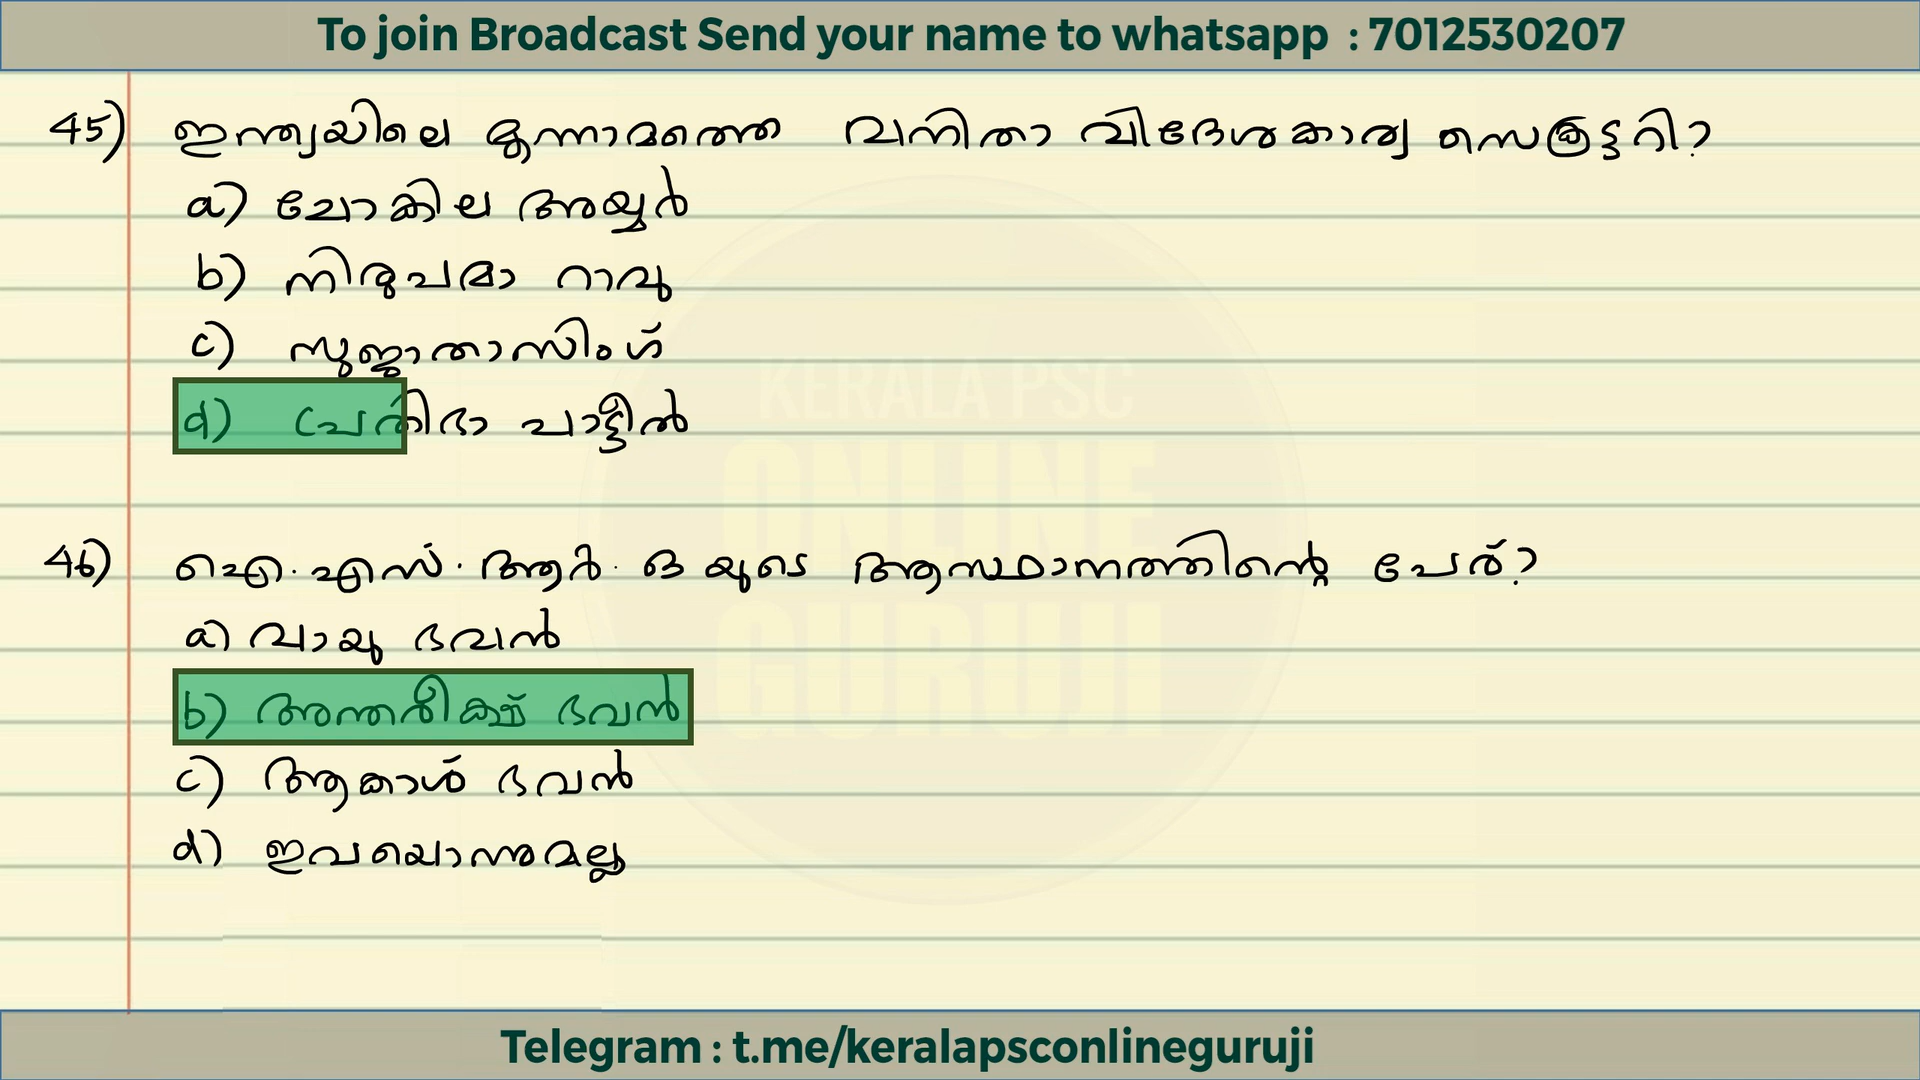 To join Broadcast Send your name to whatsapp : 7012530207
45) ഇന്ത്യയിലെ മൂന്നാമത്തെ വനിതാ വിദേശകാര്യ സെക്രട്ടറി?
a) ചോകില അയ്യർ
b) നിരുപമാ റാവു
c) സുജാതാസിംഗ്
d) പ്രതിഭാ പാട്ടീൽ
KERALA PSC
ONLINE
GURUJI
46) ഐ.എസ്.ആർ.ഒ യുടെ ആസ്ഥാനത്തിന്റെ പേര്?
a) വായു ഭവൻ
b) അന്തരീക്ഷ് ഭവൻ
c) ആകാശ് ഭവൻ
d) ഇവയൊന്നുമല്ല
Telegram : t.me/keralapsconlineguruji